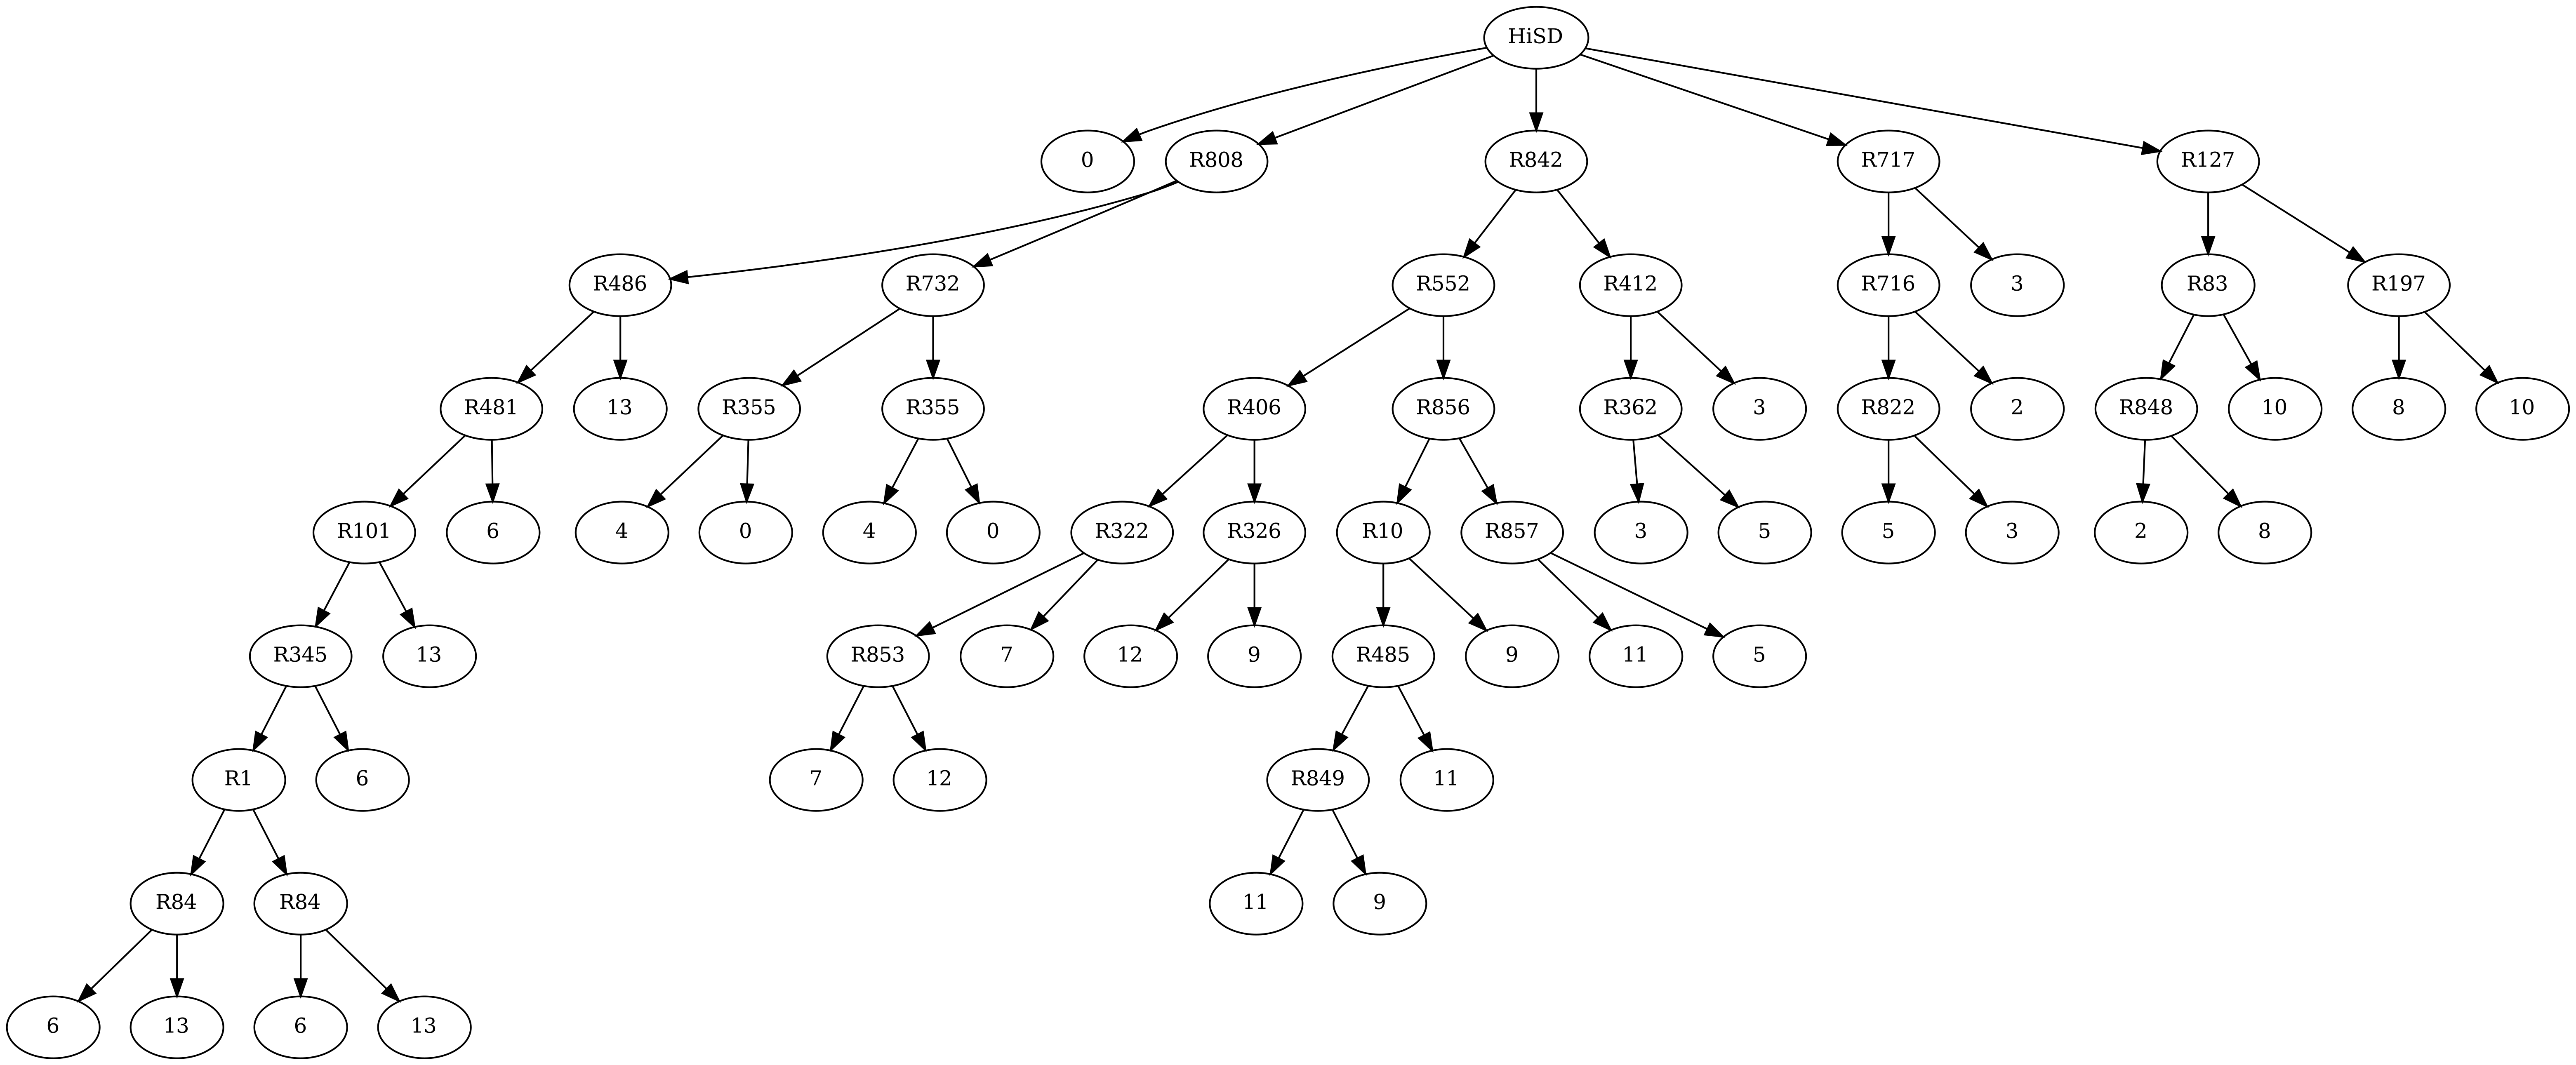 HiSD
0 R808 R842 R717 R127
R486 R732 R552 R412 R716 3 R83 R197
R481 13 R355 R355 R406 R856 R362 3 R822 2 R848 10 8 10
R101 6 4 0 4 0 R322 R326 R10 R857 3 5 5 3 2 8
R345 13 R853 7 12 9 R485 9 11 5
R1 6 7 12 R849 11
R84 R84 11 9
6 13 6 13